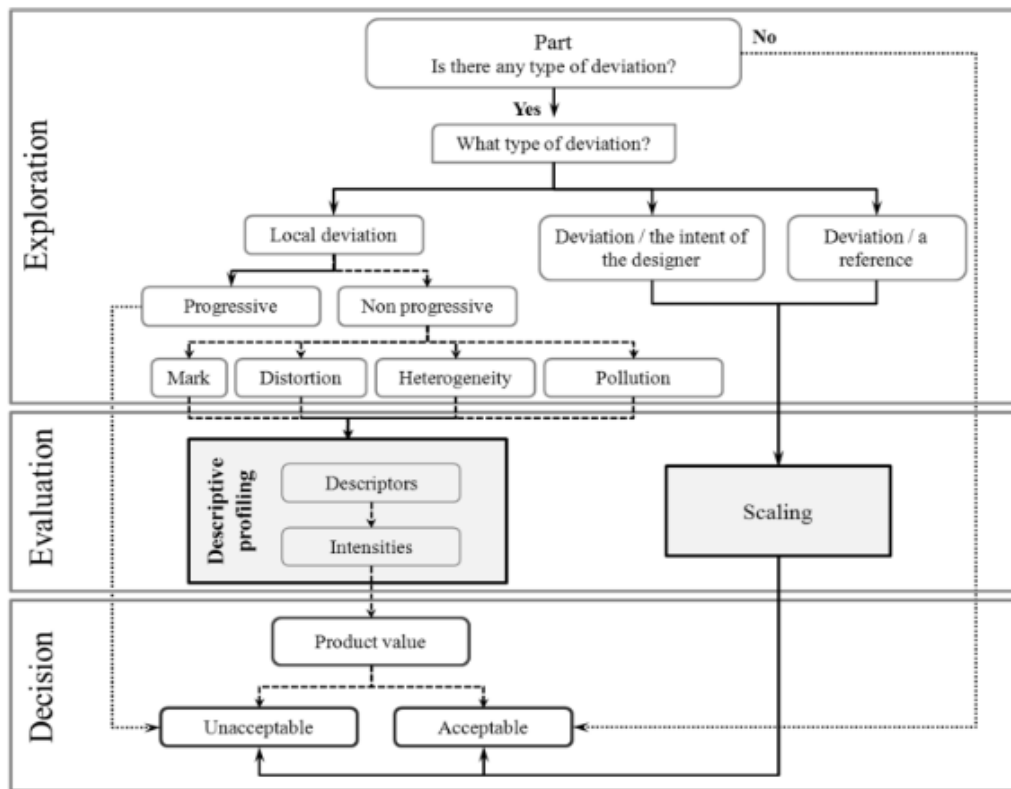 Exploration
Part
Is there any type of deviation?
No
Yes
What type of deviation?
Local deviation
Deviation / the intent of
the designer
Deviation / a
reference
Progressive
Non progressive
Mark
Distortion
Heterogeneity
Pollution
Evaluation
Descriptive
profiling
Descriptors
Intensities
Scaling
Decision
Product value
Unacceptable
Acceptable